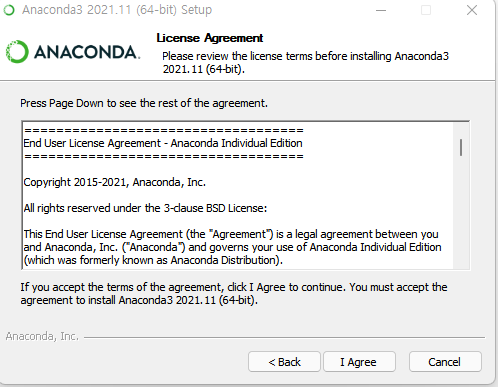 Anaconda3 2021.11 (64-bit) Setup
ANACONDA.
License Agreement
Please review the license terms before installing Anaconda3
2021.11 (64-bit).
Press Page Down to see the rest of the agreement.
===================================
End User License Agreement - Anaconda Individual Edition
===================================
Copyright 2015-2021, Anaconda, Inc.
All rights reserved under the 3-clause BSD License:
This End User License Agreement (the "Agreement") is a legal agreement between you
and Anaconda, Inc. ("Anaconda") and governs your use of Anaconda Individual Edition
(which was formerly known as Anaconda Distribution).
If you accept the terms of the agreement, click I Agree to continue. You must accept the
agreement to install Anaconda3 2021.11 (64-bit).
Anaconda, Inc.
< Back
I Agree
Cancel